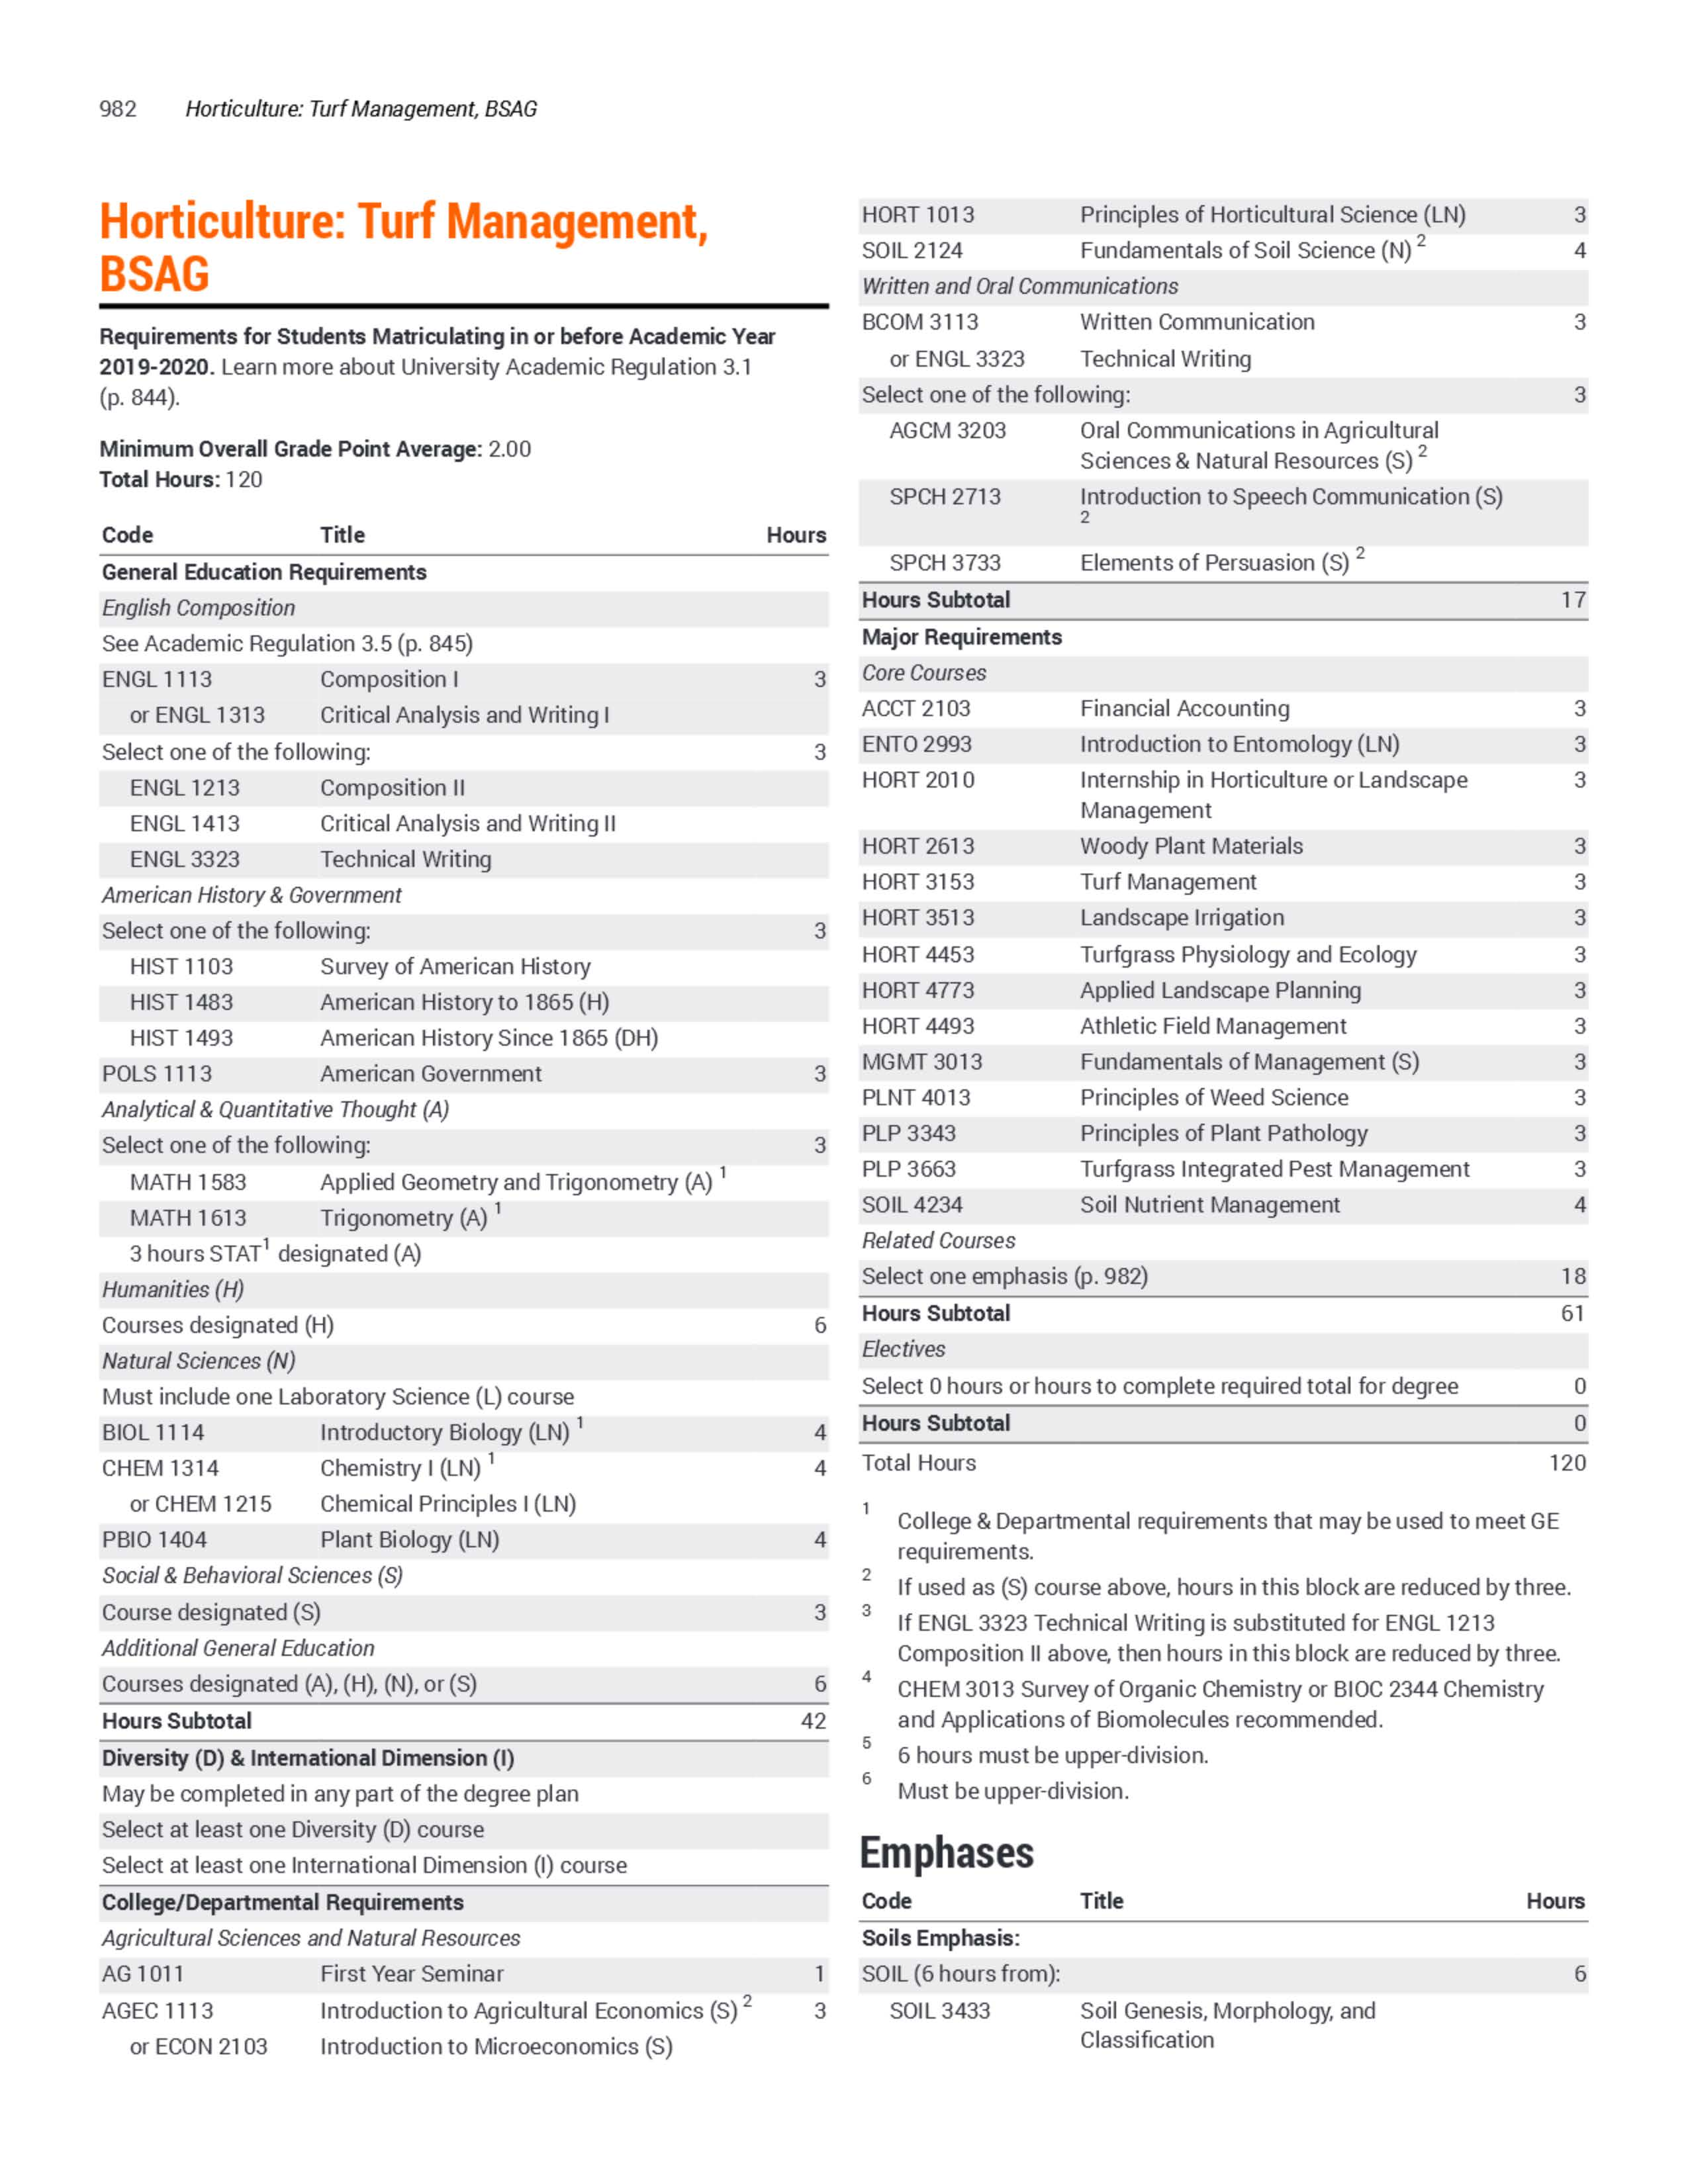 982 Horticulture: Turf Management, BSAG
Horticulture: Turf Management,
BSAG
Requirements for Students Matriculating in or before Academic Year
2019-2020. Learn more about University Academic Regulation 3.1
(p. 844).
Minimum Overall Grade Point Average: 2.00
Total Hours: 120
Code Title Hours
General Education Requirements
English Composition
See Academic Regulation 3.5 (p. 845)
ENGL 1113 Composition I 3
or ENGL 1313 Critical Analysis and Writing I
Select one of the following: 3
ENGL 1213 Composition II
ENGL 1413 Critical Analysis and Writing II
ENGL 3323 Technical Writing
American History & Government
Select one of the following: 3
HIST 1103 Survey of American History
HIST 1483 American History to 1865 (H)
HIST 1493 American History Since 1865 (DH)
POLS 1113 American Government 3
Analytical & Quantitative Thought (A)
Select one of the following: 3
MATH 1583 Applied Geometry and Trigonometry (A) 1
MATH 1613 Trigonometry (A) 1
3 hours STAT1 designated (A)
Humanities (H)
Courses designated (H) 6
Natural Sciences (N)
Must include one Laboratory Science (L) course
BIOL 1114 Introductory Biology (LN) 1 4
CHEM 1314 Chemistry I (LN) 1 4
or CHEM 1215 Chemical Principles I (LN)
PBIO 1404 Plant Biology (LN) 4
Social & Behavioral Sciences (S)
Course designated (S) 3
Additional General Education
Courses designated (A), (H), (N), or (S) 6
Hours Subtotal 42
Diversity (D) & International Dimension (I)
May be completed in any part of the degree plan
Select at least one Diversity (D) course
Select at least one International Dimension (I) course
College/Departmental Requirements
Agricultural Sciences and Natural Resources
AG 1011 First Year Seminar 1
AGEC 1113 Introduction to Agricultural Economics (S) 2 3
or ECON 2103 Introduction to Microeconomics (S)
HORT 1013 Principles of Horticultural Science (LN) 3
SOIL 2124 Fundamentals of Soil Science (N) 2 4
Written and Oral Communications
BCOM 3113 Written Communication 3
or ENGL 3323 Technical Writing
Select one of the following: 3
AGCM 3203 Oral Communications in Agricultural
Sciences & Natural Resources (S) 2
SPCH 2713 Introduction to Speech Communication (S)
2
SPCH 3733 Elements of Persuasion (S) 2
Hours Subtotal 17
Major Requirements
Core Courses
ACCT 2103 Financial Accounting 3
ENTO 2993 Introduction to Entomology (LN) 3
HORT 2010 Internship in Horticulture or Landscape 3
Management
HORT 2613 Woody Plant Materials 3
HORT 3153 Turf Management 3
HORT 3513 Landscape Irrigation 3
HORT 4453 Turfgrass Physiology and Ecology 3
HORT 4773 Applied Landscape Planning 3
HORT 4493 Athletic Field Management 3
MGMT 3013 Fundamentals of Management (S) 3
PLNT 4013 Principles of Weed Science 3
PLP 3343 Principles of Plant Pathology 3
PLP 3663 Turfgrass Integrated Pest Management 3
SOIL 4234 Soil Nutrient Management 4
Related Courses
Select one emphasis (p. 982) 18
Hours Subtotal 61
Electives
Select 0 hours or hours to complete required total for degree 0
Hours Subtotal 0
Total Hours 120
1 College & Departmental requirements that may be used to meet GE
requirements.
2 If used as (S) course above, hours in this block are reduced by three.
3 If ENGL 3323 Technical Writing is substituted for ENGL 1213
Composition II above, then hours in this block are reduced by three.
4 CHEM 3013 Survey of Organic Chemistry or BIOC 2344 Chemistry
and Applications of Biomolecules recommended.
5 6 hours must be upper-division.
6 Must be upper-division.
Emphases
Code Title Hours
Soils Emphasis:
SOIL (6 hours from): 6
SOIL 3433 Soil Genesis, Morphology, and
Classification